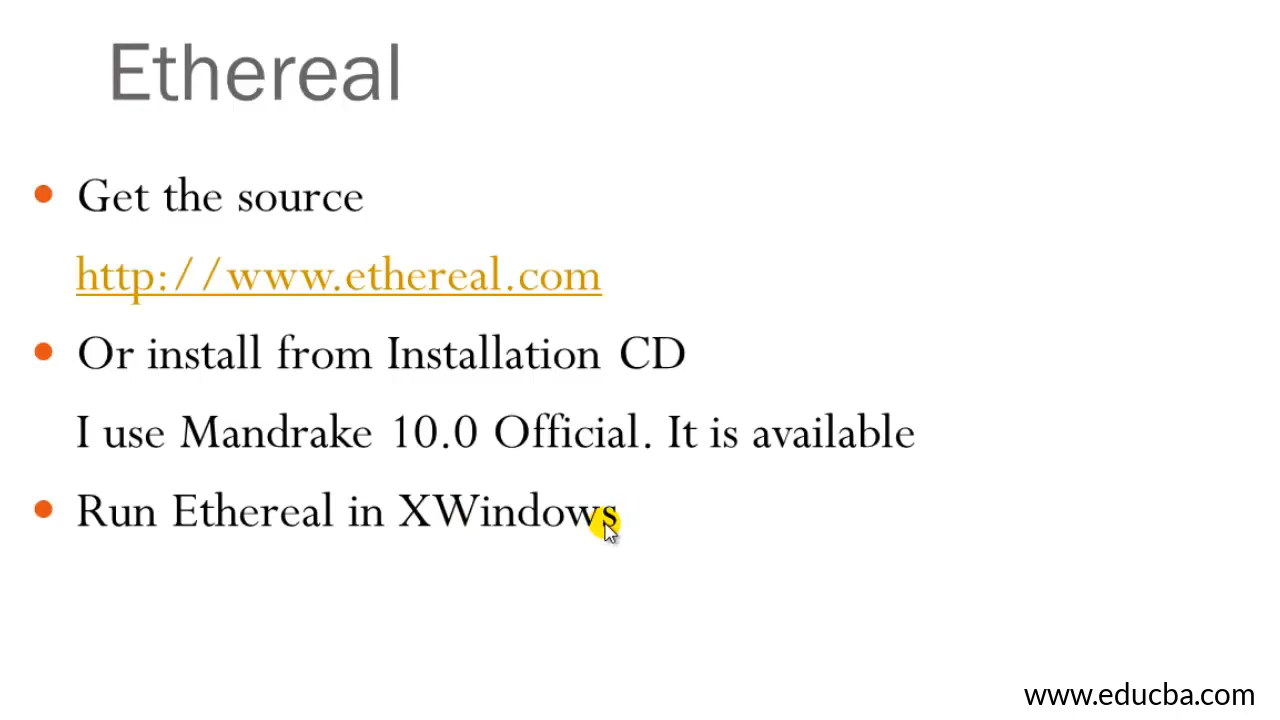 Ethereal
Get the source
http://www.ethereal.com
Or install from Installation CD
I use Mandrake 10.0 Official. It is available
Run Ethereal in XWindows
www.educba.com